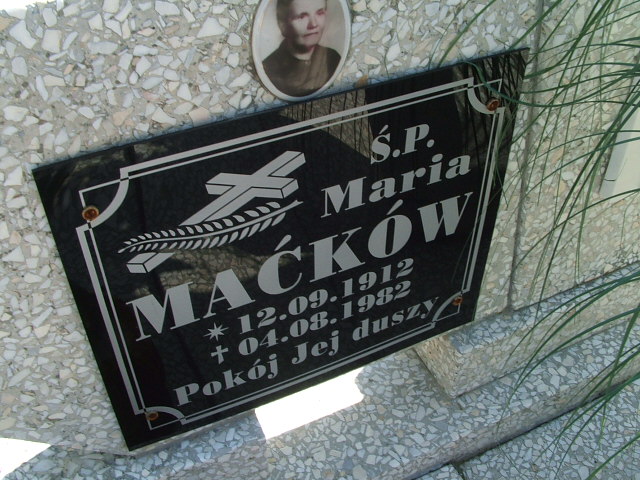 Ś.P.
Maria
MAĆKÓW
✶ 12.09.1912
✝ 04.08.1982
Pokój Jej duszy